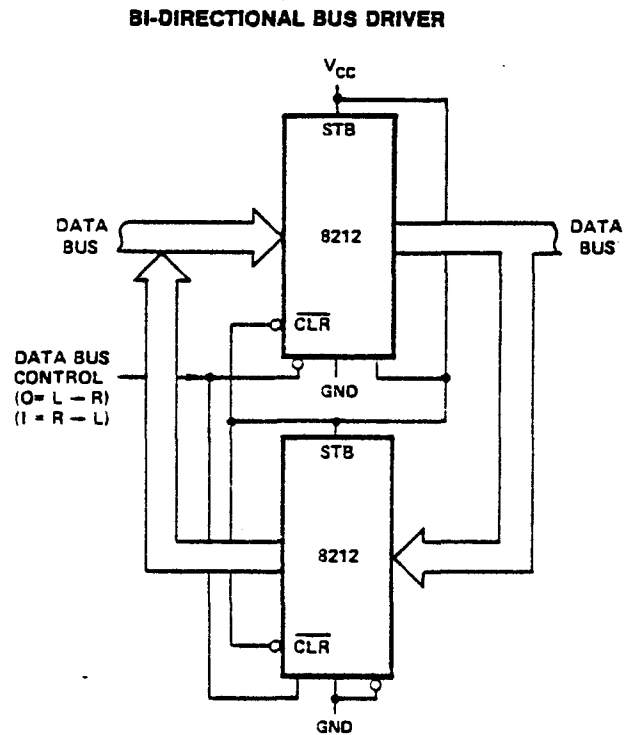 BI-DIRECTIONAL BUS DRIVER
VCC
STB
DATA
BUS
8212
DATA
BUS
CLR
DATA BUS
CONTROL
(0= L – R)
(I = R – L)
GND
STB
8212
CLR
GND